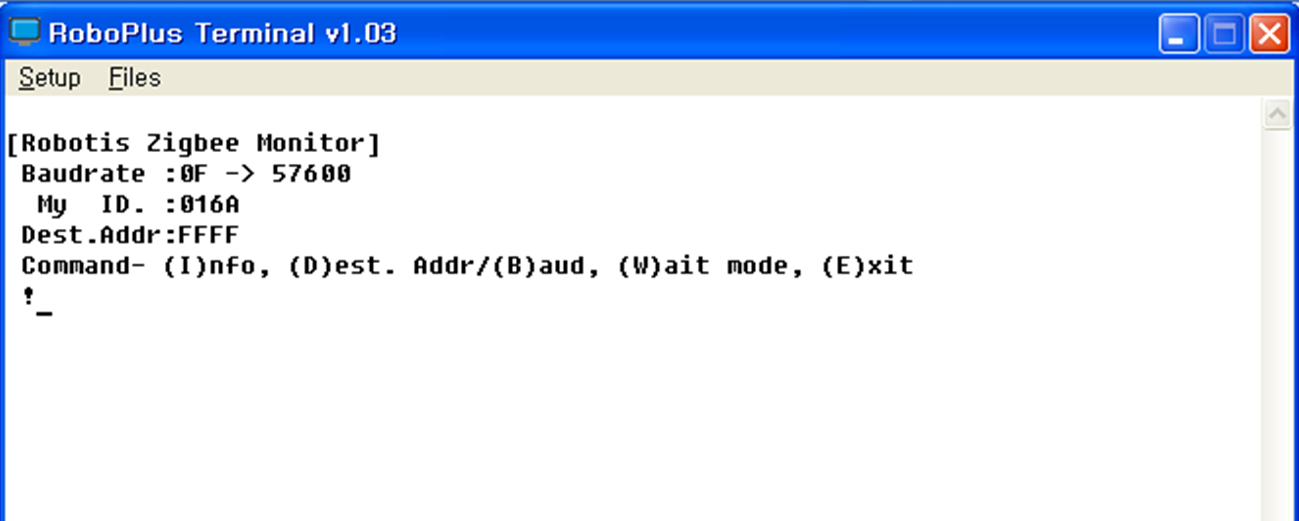 RoboPlus Terminal v1.03
Setup Files
[Robotis Zigbee Monitor]
Baudrate :0F -> 57600
My ID. :016A
Dest.Addr:FFFF
Command- (I)nfo, (D)est. Addr/(B)aud, (W)ait mode, (E)xit
!_